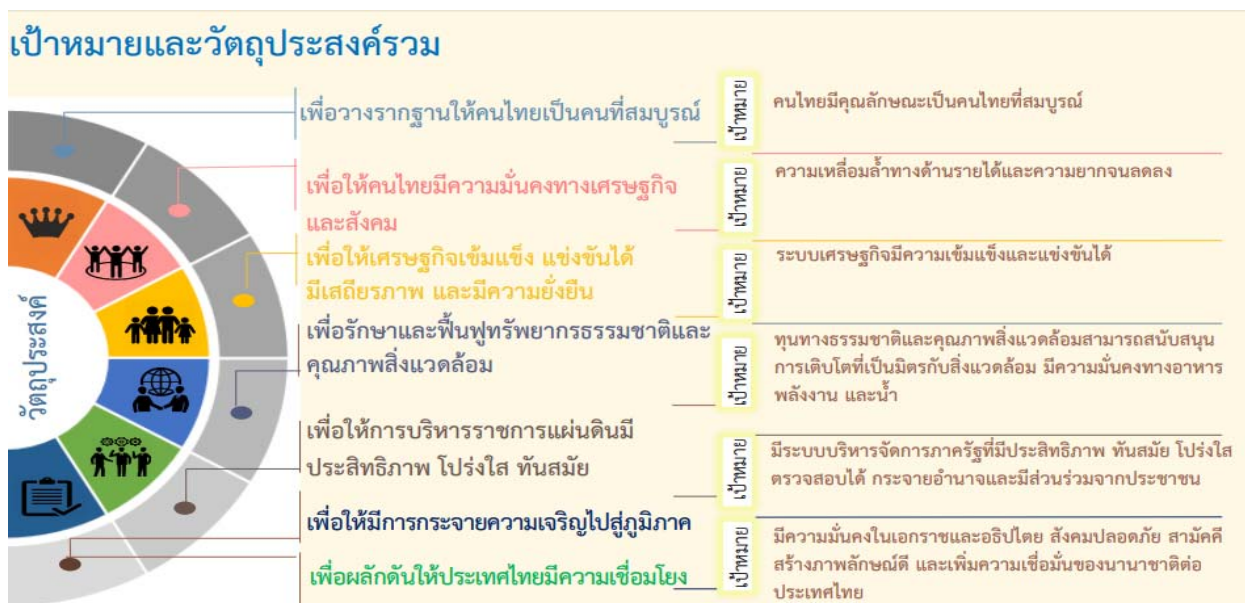 เป้าหมายและวัตถุประสงค์รวม
วัตถุประสงค์
เพื่อวางรากฐานให้คนไทยเป็นคนที่สมบูรณ์
เป้าหมาย
คนไทยมีคุณลักษณะเป็นคนไทยที่สมบูรณ์
เพื่อให้คนไทยมีความมั่นคงทางเศรษฐกิจ
และสังคม
เป้าหมาย
ความเหลื่อมล้ำทางด้านรายได้และความยากจนลดลง
เพื่อให้เศรษฐกิจเข้มแข็ง แข่งขันได้
มีเสถียรภาพ และมีความยั่งยืน
เป้าหมาย
ระบบเศรษฐกิจมีความเข้มแข็งและแข่งขันได้
เพื่อรักษาและฟื้นฟูทรัพยากรธรรมชาติและ
คุณภาพสิ่งแวดล้อม
เป้าหมาย
ทุนทางธรรมชาติและคุณภาพสิ่งแวดล้อมสามารถสนับสนุน
การเติบโตที่เป็นมิตรกับสิ่งแวดล้อม มีความมั่นคงทางอาหาร
พลังงาน และน้ำ
เพื่อให้การบริหารราชการแผ่นดินมี
ประสิทธิภาพ โปร่งใส ทันสมัย
เป้าหมาย
มีระบบบริหารจัดการภาครัฐที่มีประสิทธิภาพ ทันสมัย โปร่งใส
ตรวจสอบได้ กระจายอำนาจและมีส่วนร่วมจากประชาชน
เพื่อให้มีการกระจายความเจริญไปสู่ภูมิภาค
เพื่อผลักดันให้ประเทศไทยมีความเชื่อมโยง
เป้าหมาย
มีความมั่นคงในเอกราชและอธิปไตย สังคมปลอดภัย สามัคคี
สร้างภาพลักษณ์ดี และเพิ่มความเชื่อมั่นของนานาชาติต่อ
ประเทศไทย